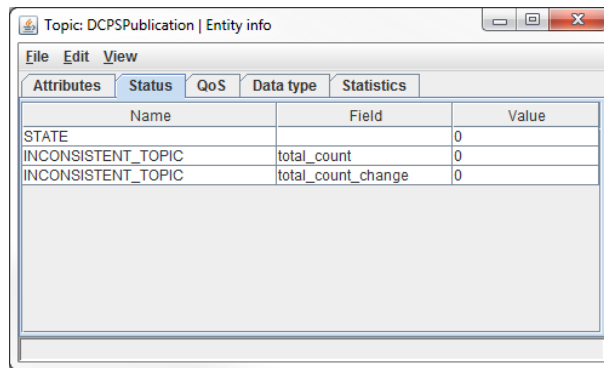 Topic: DCPSPublication | Entity info
File Edit View
Attributes Status QoS Data type Statistics
Name Field Value
STATE 0
INCONSISTENT_TOPIC total_count 0
INCONSISTENT_TOPIC total_count_change 0